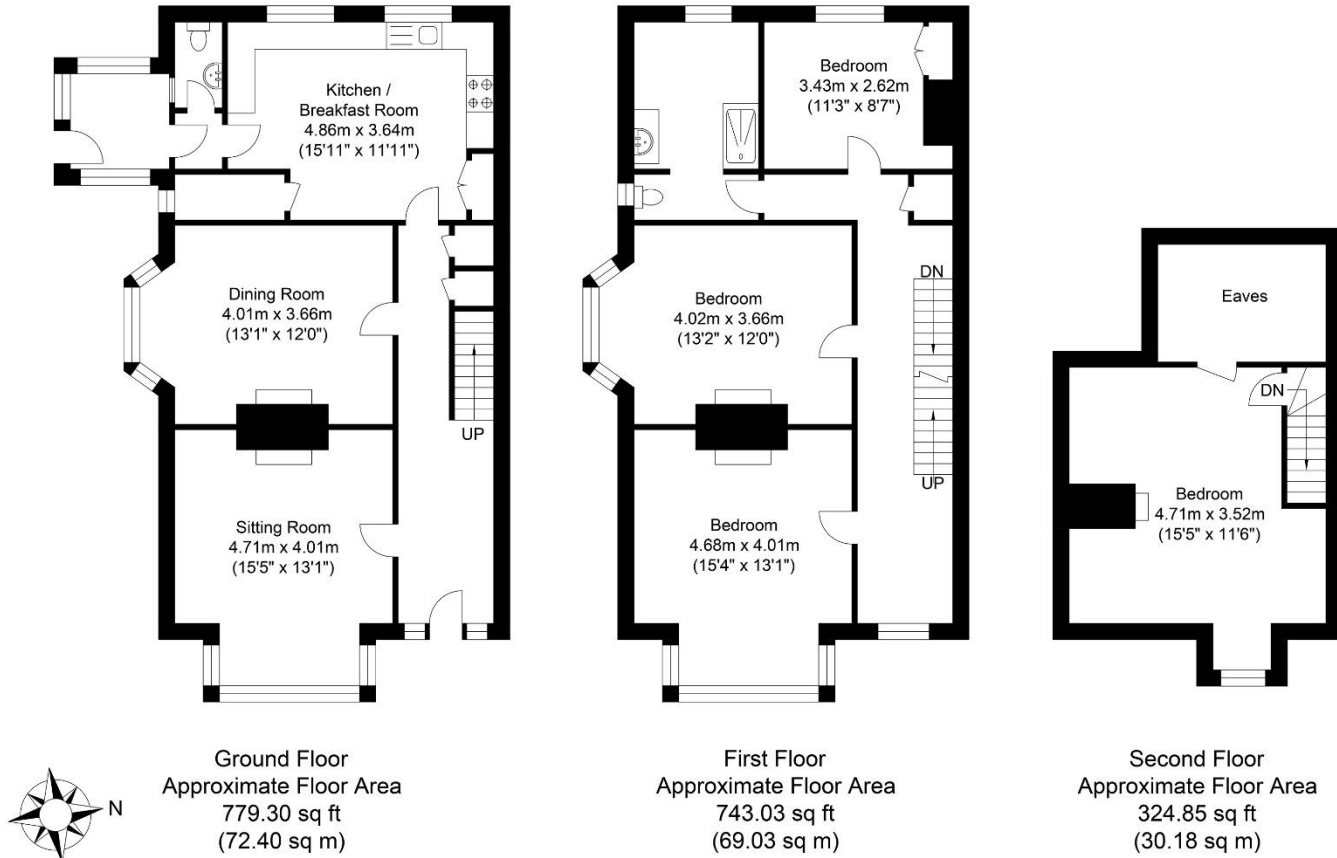 Kitchen /
Breakfast Room
4.86m x 3.64m
(15'11" x 11'11")
Dining Room
4.01m x 3.66m
(13'1" x 12'0")
UP
Sitting Room
4.71m x 4.01m
(15'5" x 13'1")
Ground Floor
Approximate Floor Area
779.30 sq ft
(72.40 sq m)
Bedroom
3.43m x 2.62m
(11'3" x 8'7")
DN
Bedroom
4.02m x 3.66m
(13'2" x 12'0")
UP
Bedroom
4.68m x 4.01m
(15'4" x 13'1")
First Floor
Approximate Floor Area
743.03 sq ft
(69.03 sq m)
Eaves
DN
Bedroom
4.71m x 3.52m
(15'5" x 11'6")
Second Floor
Approximate Floor Area
324.85 sq ft
(30.18 sq m)
N